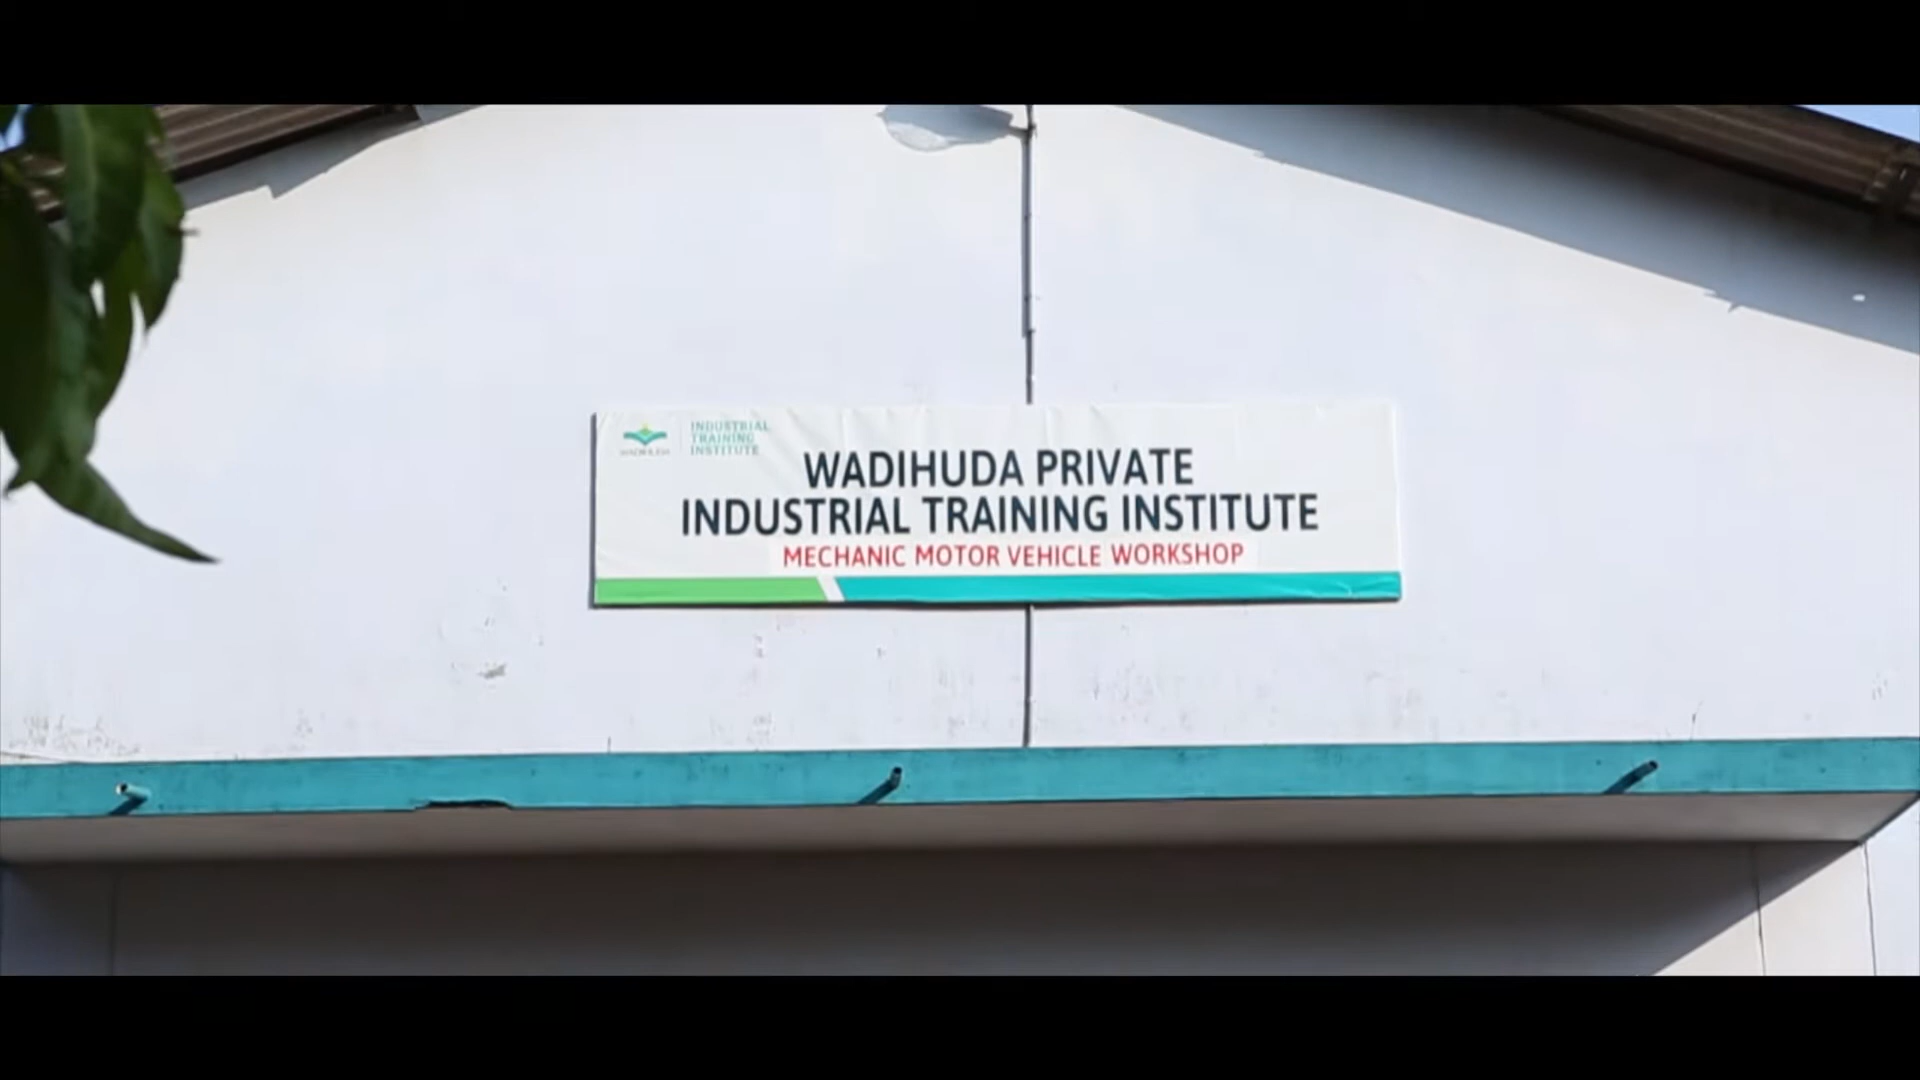 INDUSTRIAL
TRAINING
INSTITUTE
WADIHUDA PRIVATE
INDUSTRIAL TRAINING INSTITUTE
MECHANIC MOTOR VEHICLE WORKSHOP